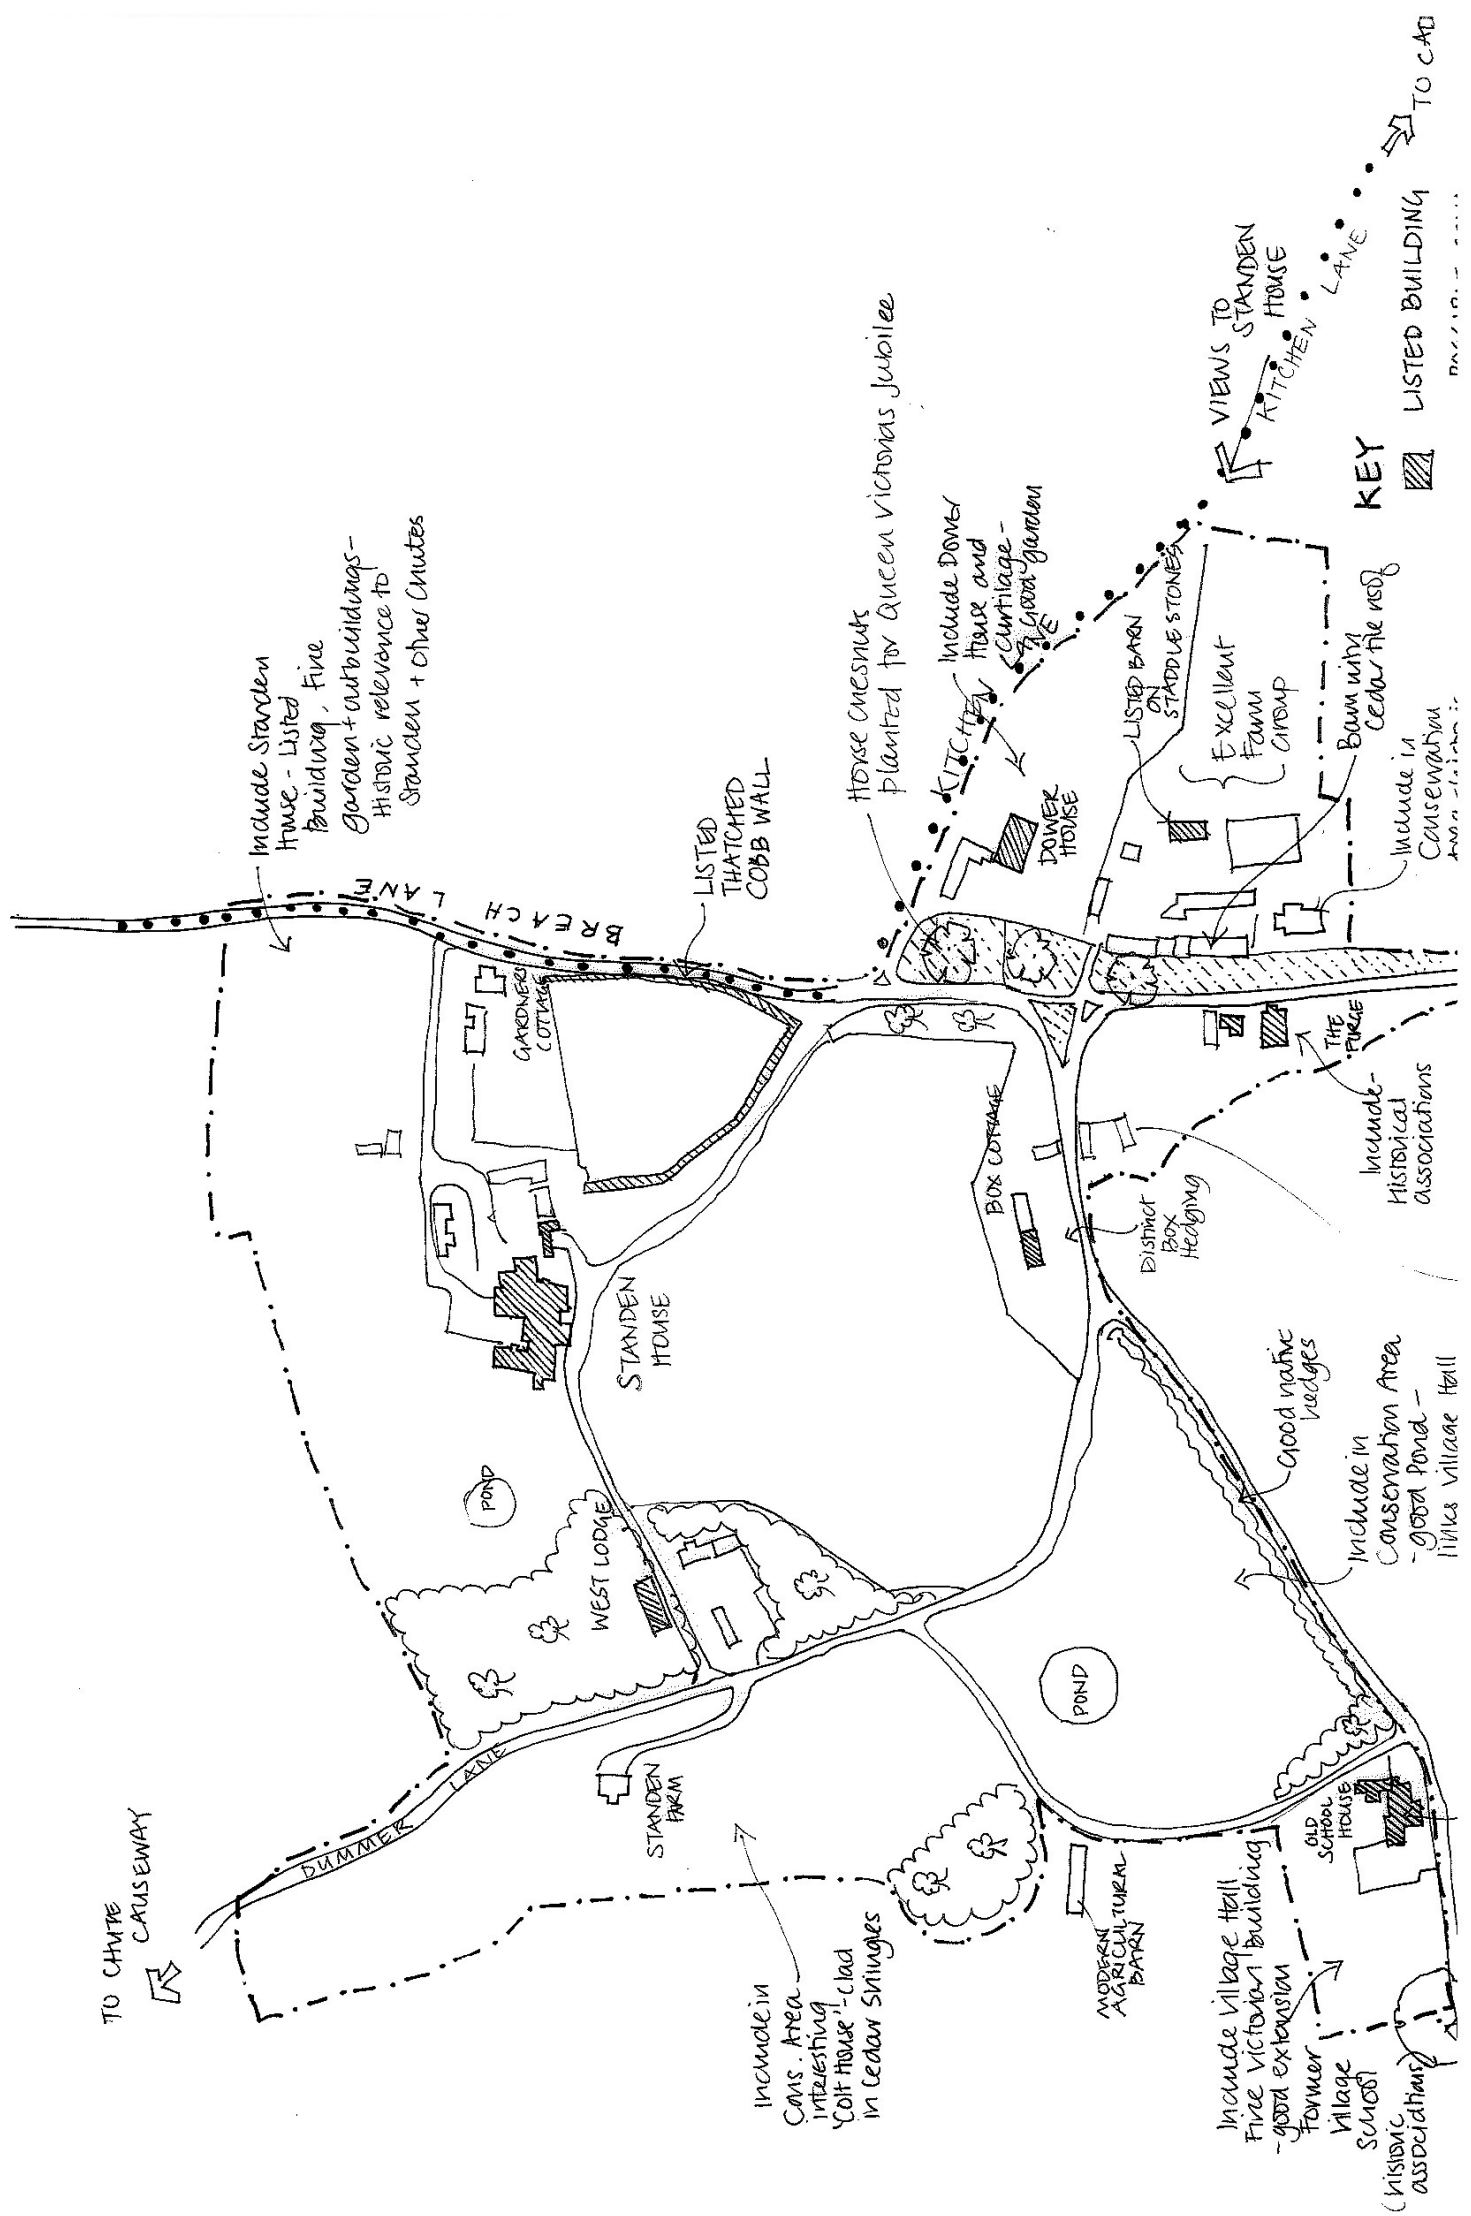 TO CHUTE
CAUSEWAY
DUMMER
LANE
Include Standen
House - Listed
Building, Fine
garden + outbuildings -
Historic relevance to
Standen + other Chutes
BREACH
LANE
GARDNERS
COTTAGE
LISTED
THATCHED
COBB WALL
POND
STANDEN
HOUSE
WEST LODGE
STANDEN
FARM
Include in
Cons. Area -
interesting
"Colt House" - clad
in Cedar Shingles
Horse Chesnuts
planted for Queen Victorias Jubilee
KITCHEN
Include Dower
House and
Curtilage -
Good garden
DOWER
HOUSE
LISTED BARN
ON
STADDLE STONES
Excellent
Farm
Group
Barn with
Cedar tile roof
Include in
Conservation
VIEWS TO
STANDEN
HOUSE
KITCHEN LANE
TO CAD
BOX COTTAGE
Distinct
Box
Hedging
THE
FORGE
Include -
Historical
associations
POND
Good native
hedges
Include in
Conservation Area
- good Pond -
links Village Hall
MODERN
AGRICULTURAL
BARN
OLD
SCHOOL
HOUSE
Include Village Hall
Fine Victorian building
- good extension
Former
Village
School
(historic
associations)
KEY
LISTED BUILDING